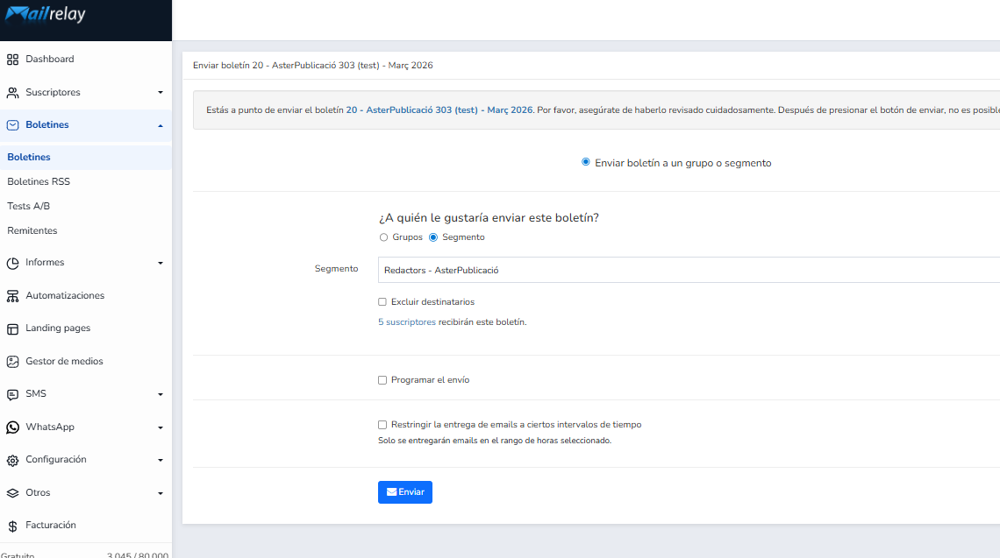 Mailrelay
Dashboard
Suscriptores
Boletines
Boletines
Boletines RSS
Tests A/B
Remitentes
Informes
Automatizaciones
Landing pages
Gestor de medios
SMS
WhatsApp
Configuración
Otros
Facturación
Gratuito 3.045 / 80.000
Enviar boletín 20 - AsterPublicació 303 (test) - Març 2026
Estás a punto de enviar el boletín 20 - AsterPublicació 303 (test) - Març 2026. Por favor, asegúrate de haberlo revisado cuidadosamente. Después de presionar el botón de enviar, no es posible
Enviar boletín a un grupo o segmento
¿A quién le gustaría enviar este boletín?
Grupos Segmento
Segmento Redactors - AsterPublicació
Excluir destinatarios
5 suscriptores recibirán este boletín.
Programar el envío
Restringir la entrega de emails a ciertos intervalos de tiempo
Solo se entregarán emails en el rango de horas seleccionado.
Enviar